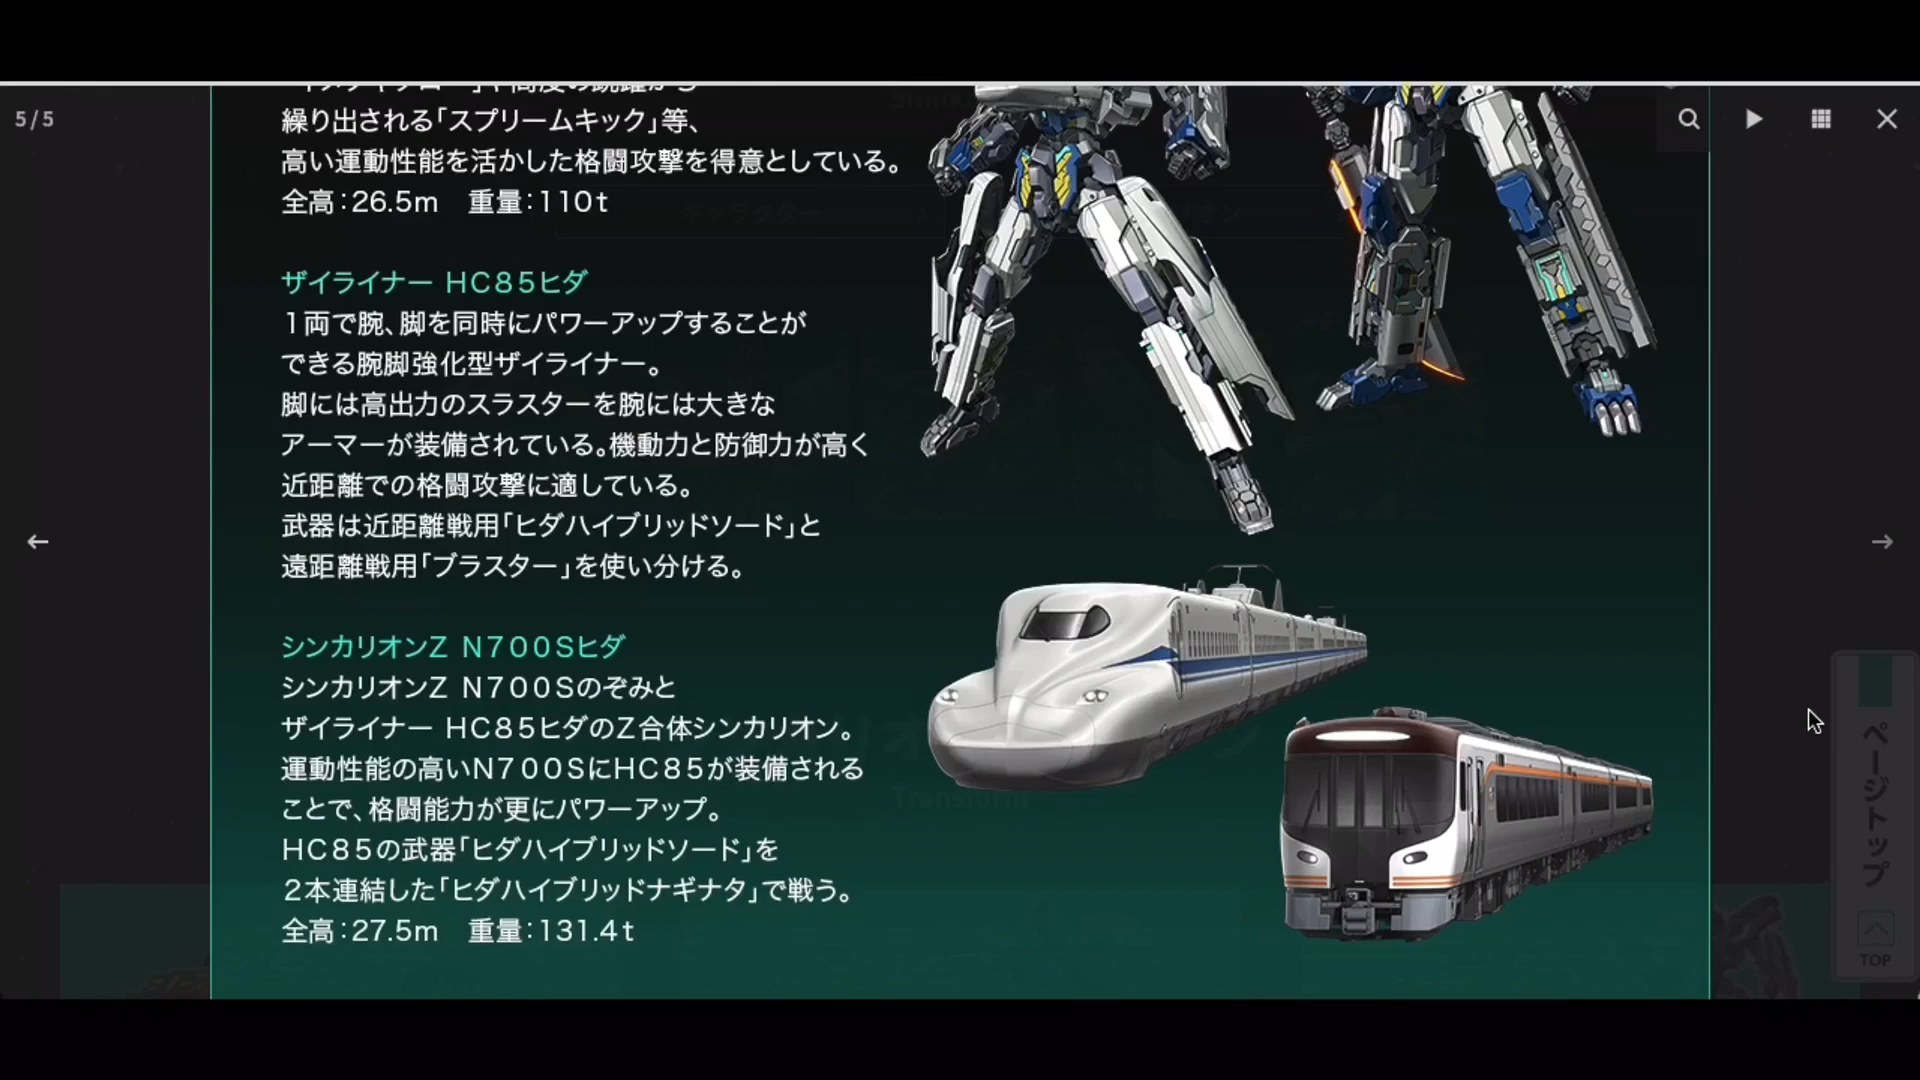 5/5
繰り出される「スプリームキック」等、
高い運動性能を活かした格闘攻撃を得意としている。
全高：26.5m　重量：110t
ザイライナー HC85ヒダ
1両で腕、脚を同時にパワーアップすることが
できる腕脚強化型ザイライナー。
脚には高出力のスラスターを腕には大きな
アーマーが装備されている。機動力と防御力が高く
近距離での格闘攻撃に適している。
武器は近距離戦用「ヒダハイブリッドソード」と
遠距離戦用「ブラスター」を使い分ける。
シンカリオンZ N700Sヒダ
シンカリオンZ N700Sのぞみと
ザイライナー HC85ヒダのZ合体シンカリオン。
運動性能の高いN700SにHC85が装備される
ことで、格闘能力が更にパワーアップ。
HC85の武器「ヒダハイブリッドソード」を
2本連結した「ヒダハイブリッドナギナタ」で戦う。
全高：27.5m　重量：131.4t
キャラクター
Transform
ページトップ
TOP